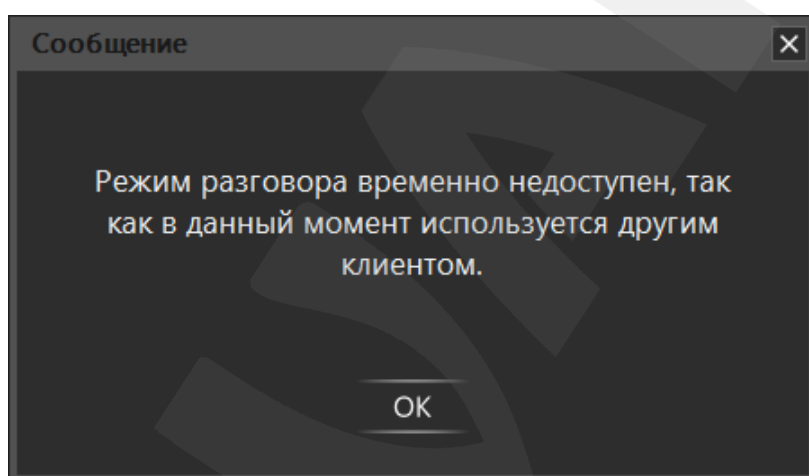 Сообщение
Режим разговора временно недоступен, так
как в данный момент используется другим
клиентом.
OK